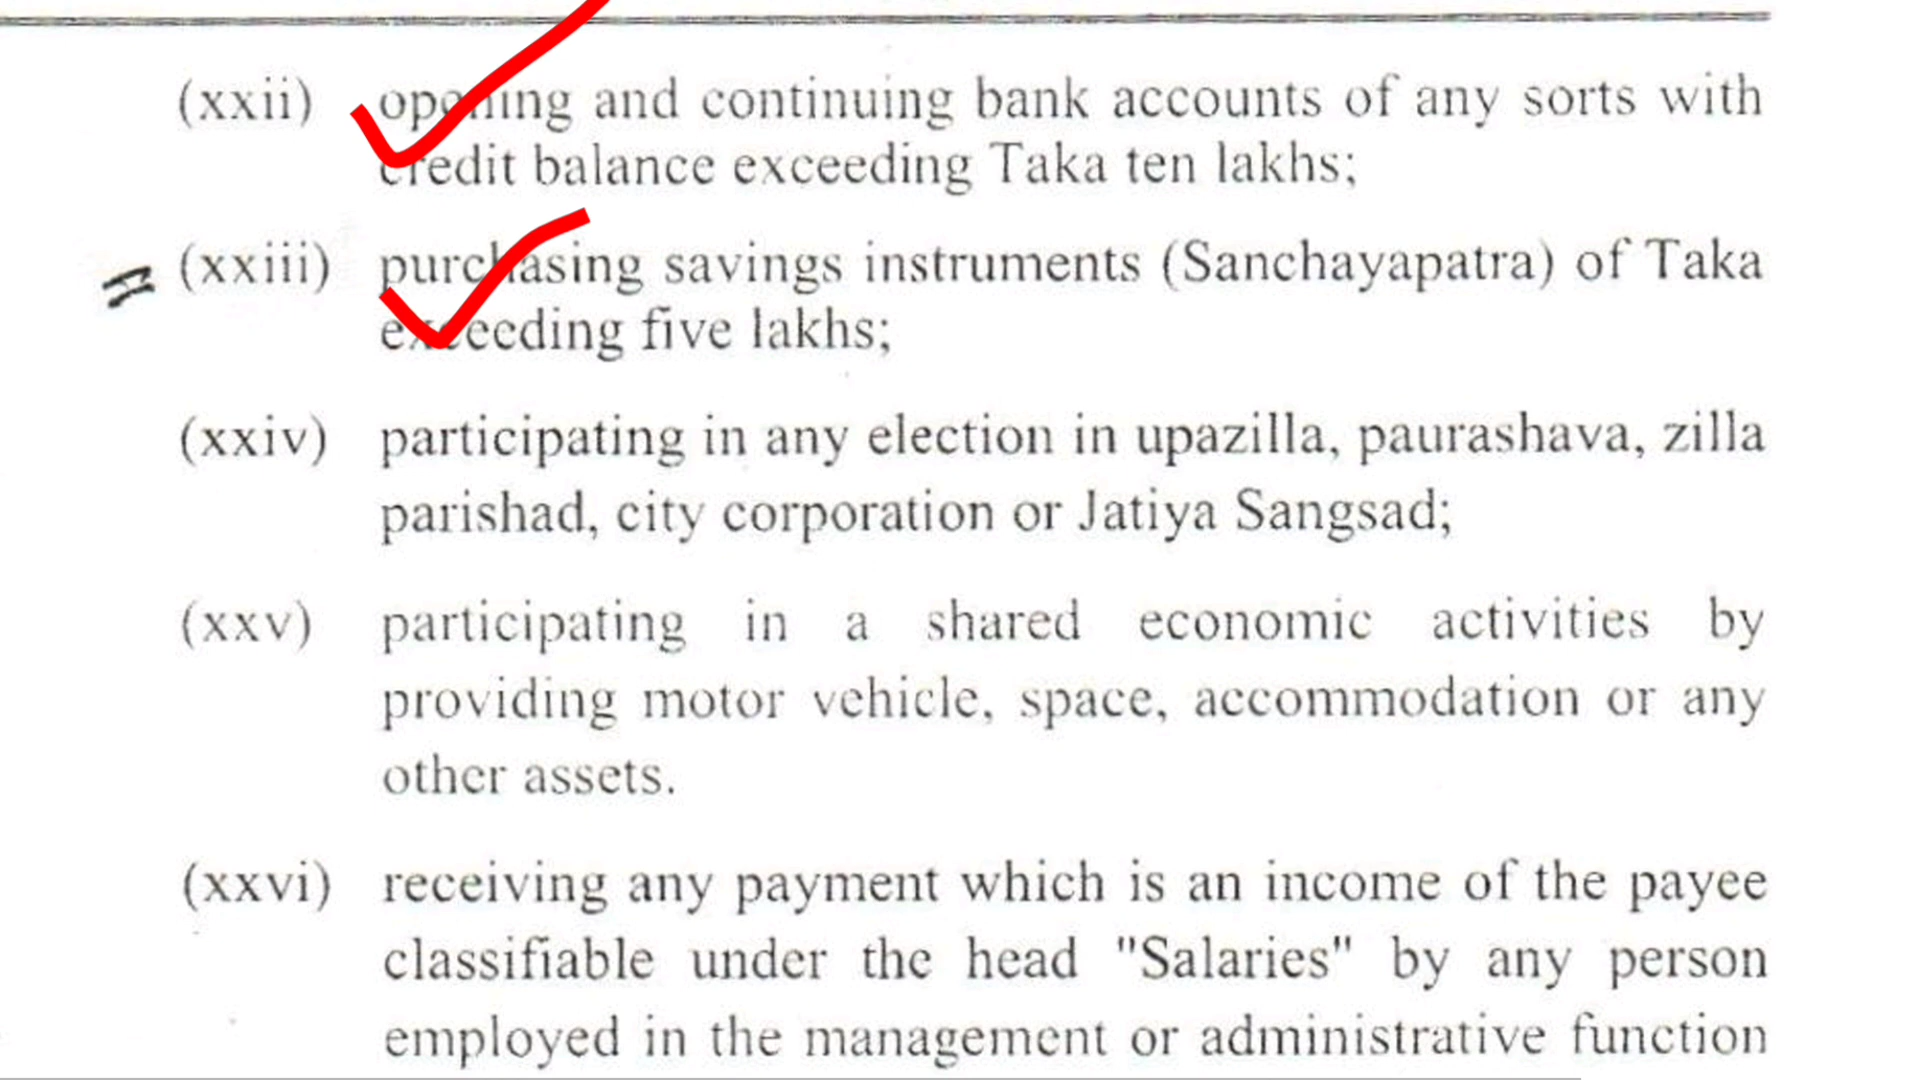 (xxii) opening and continuing bank accounts of any sorts with
credit balance exceeding Taka ten lakhs;
(xxiii) purchasing savings instruments (Sanchayapatra) of Taka
exceeding five lakhs;
(xxiv) participating in any election in upazilla, paurashava, zilla
parishad, city corporation or Jatiya Sangsad;
(xxv) participating in a shared economic activities by
providing motor vehicle, space, accommodation or any
other assets.
(xxvi) receiving any payment which is an income of the payee
classifiable under the head "Salaries" by any person
employed in the management or administrative function